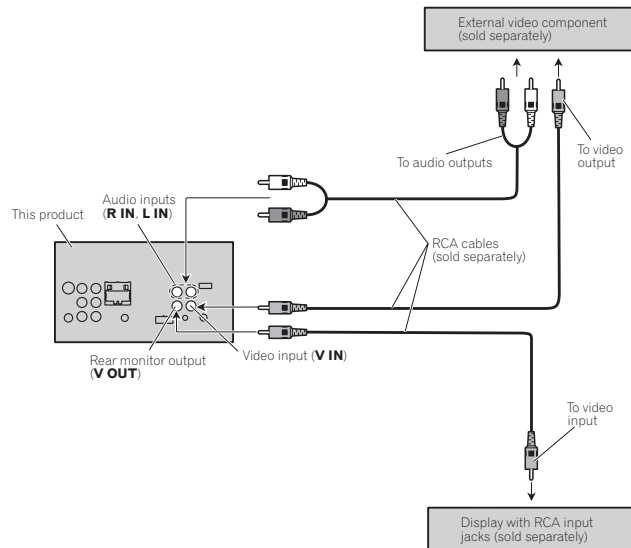 External video component
(sold separately)
To audio outputs
To video
output
Audio inputs
(R IN, L IN)
This product
RCA cables
(sold separately)
Rear monitor output
(V OUT)
Video input (V IN)
To video
input
Display with RCA input
jacks (sold separately)